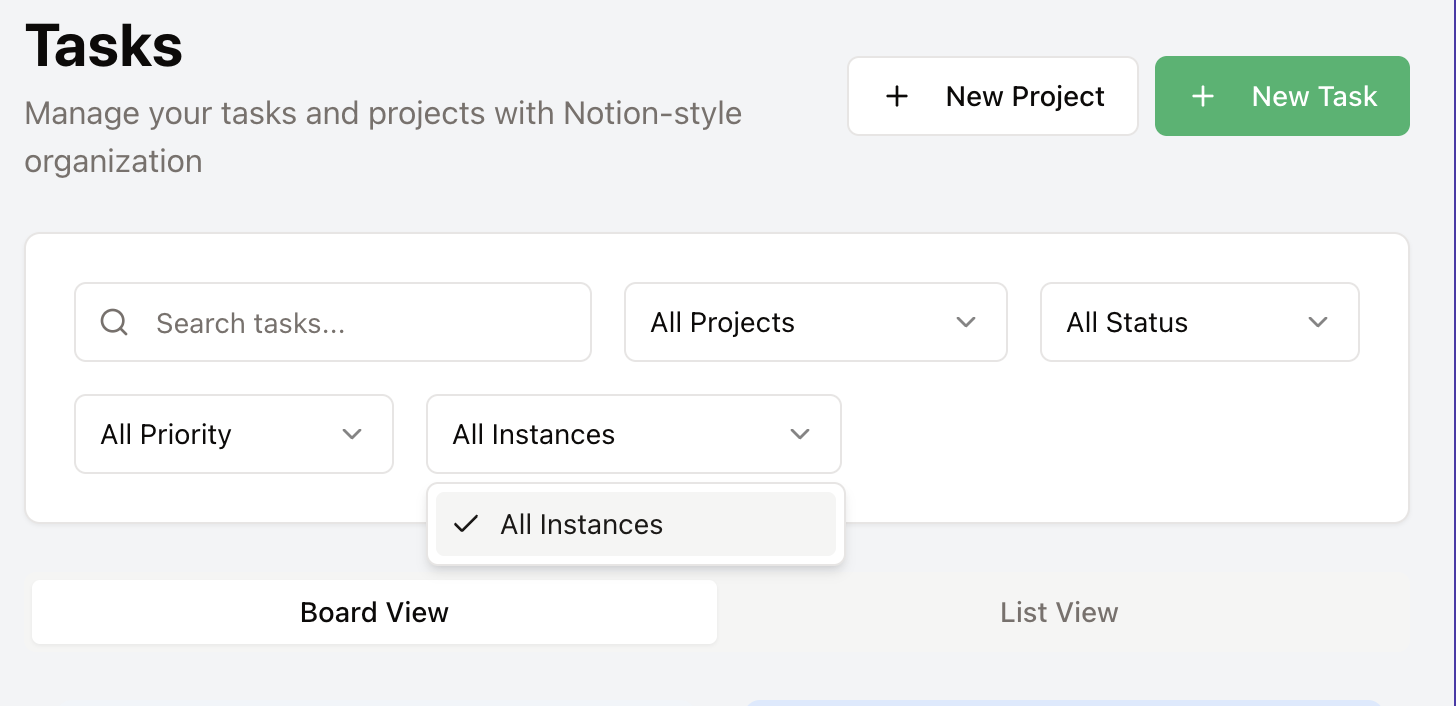 Tasks
Manage your tasks and projects with Notion-style
organization
New Project
New Task
Search tasks...
All Projects
All Status
All Priority
All Instances
All Instances
Board View
List View